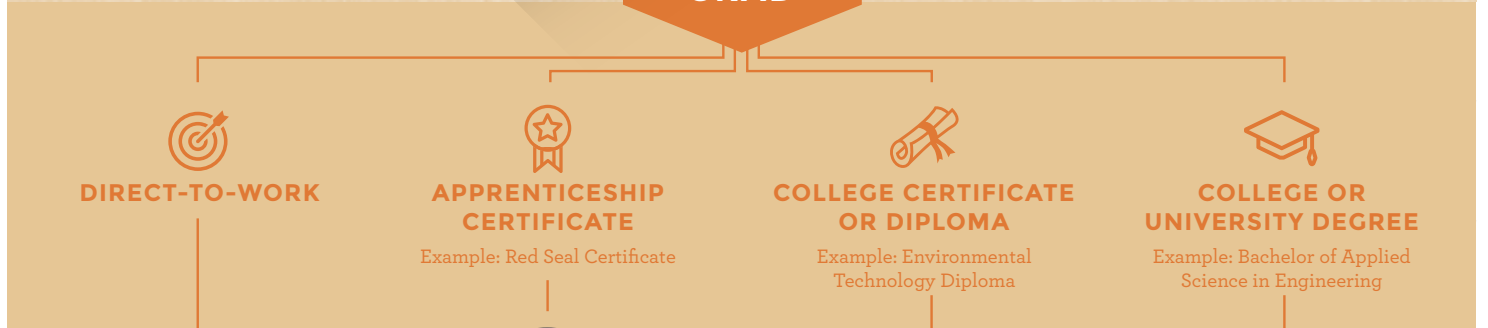 DIRECT-TO-WORK
APPRENTICESHIP
CERTIFICATE
Example: Red Seal Certificate
COLLEGE CERTIFICATE
OR DIPLOMA
Example: Environmental
Technology Diploma
COLLEGE OR
UNIVERSITY DEGREE
Example: Bachelor of Applied
Science in Engineering